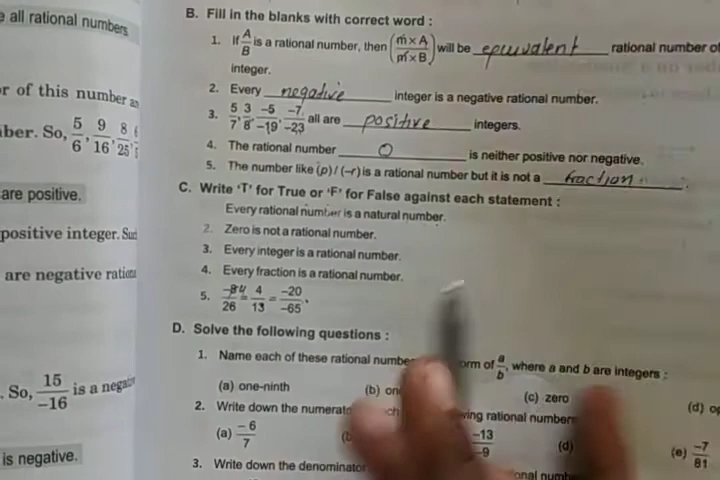 e all rational numbers
r of this number an
ber. So, 5/6, 9/16, 8/25,
are positive.
positive integer. Suc
are negative ration
. So, 15/-16 is a negativ
is negative.
B. Fill in the blanks with correct word :
1. If A/B is a rational number, then (m×A/m×B) will be equivalent rational number of
integer.
2. Every negative integer is a negative rational number.
3. 5/7, 3/8, -5/-19, -7/-23 all are positive integers.
4. The rational number 0 is neither positive nor negative.
5. The number like (p)/(-r) is a rational number but it is not a fraction.
C. Write 'T' for True or 'F' for False against each statement :
Every rational number is a natural number.
2. Zero is not a rational number.
3. Every integer is a rational number.
4. Every fraction is a rational number.
5. /26 = 4/13 = -20/-65.
D. Solve the following questions :
1. Name each of these rational numbe orm of a/b, where a and b are integers :
(a) one-ninth (b) on (c) zero (d) o
2. Write down the numerat ch ving rational numbers
(a) -6/7 (b -13/-9 (d) (e) -7/81
3. Write down the denominator onal numb